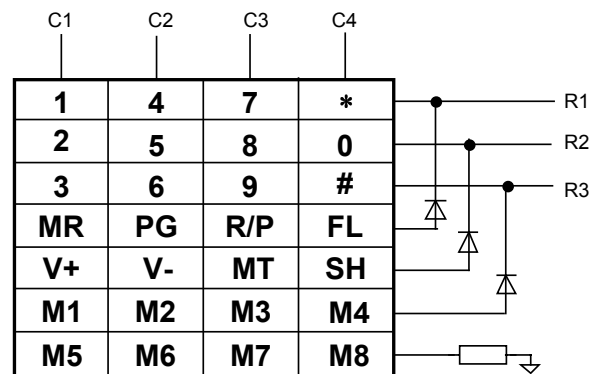 C1 C2 C3 C4
1 4 7 * R1
2 5 8 0 R2
3 6 9 # R3
MR PG R/P FL
V+ V- MT SH
M1 M2 M3 M4
M5 M6 M7 M8